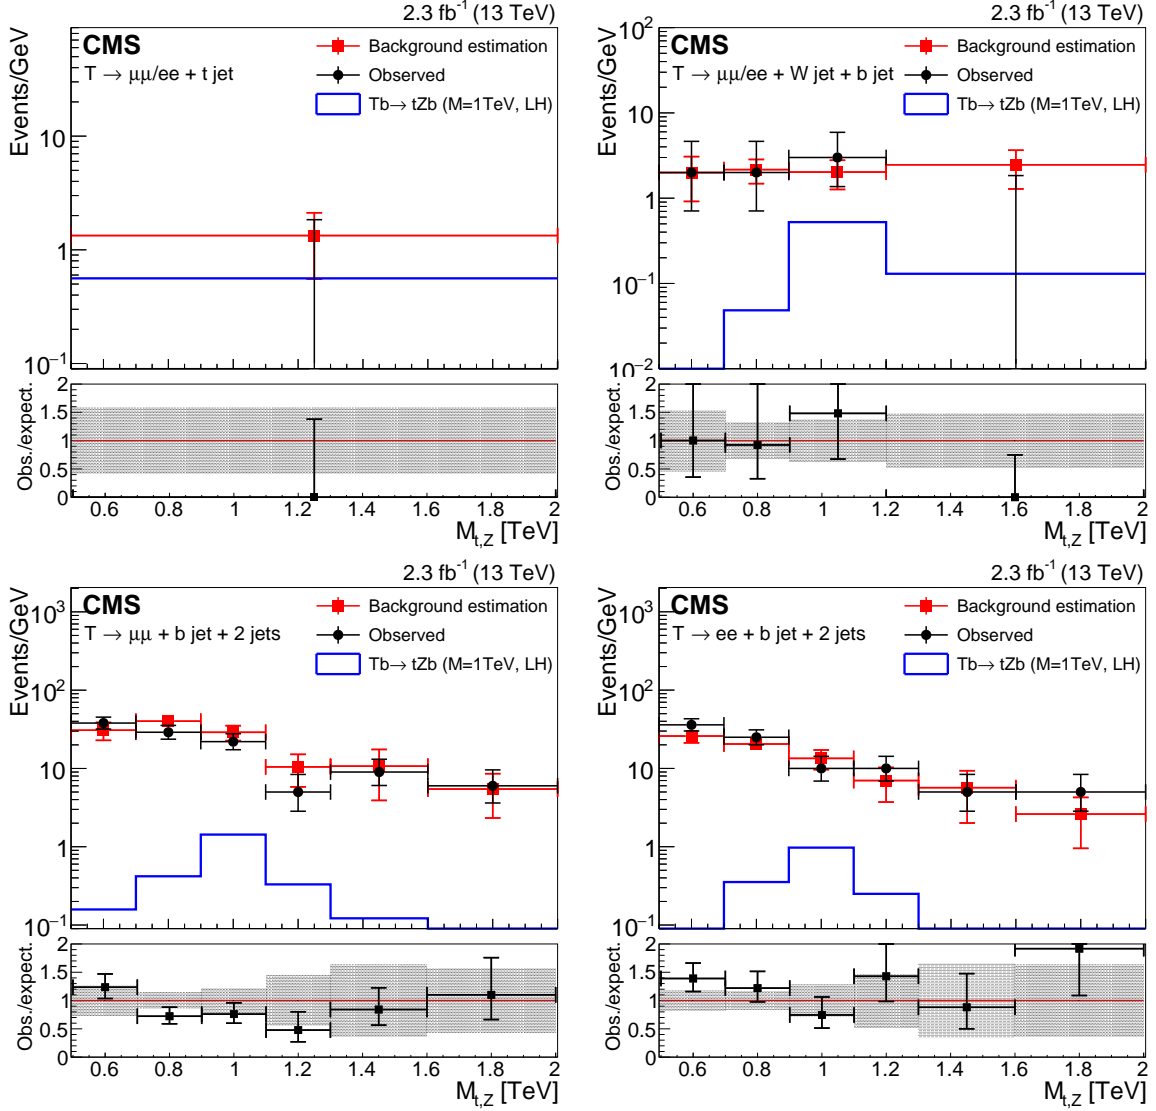 2.3 fb⁻¹ (13 TeV)
Events/GeV
CMS
T → μμ/ee + t jet
Background estimation
Observed
Tb→ tZb (M=1TeV, LH)
10
1
10⁻¹
Obs./expect.
2
1.5
1
0.5
0
0.6 0.8 1 1.2 1.4 1.6 1.8 2
M_{t,Z} [TeV]
2.3 fb⁻¹ (13 TeV)
Events/GeV
CMS
T → μμ/ee + W jet + b jet
Background estimation
Observed
Tb→ tZb (M=1TeV, LH)
10²
10
1
10⁻¹
10⁻²
Obs./expect.
2
1.5
1
0.5
0
0.6 0.8 1 1.2 1.4 1.6 1.8 2
M_{t,Z} [TeV]
2.3 fb⁻¹ (13 TeV)
Events/GeV
CMS
T → μμ + b jet + 2 jets
Background estimation
Observed
Tb→ tZb (M=1TeV, LH)
10³
10²
10
1
10⁻¹
Obs./expect.
2
1.5
1
0.5
0
0.6 0.8 1 1.2 1.4 1.6 1.8 2
M_{t,Z} [TeV]
2.3 fb⁻¹ (13 TeV)
Events/GeV
CMS
T → ee + b jet + 2 jets
Background estimation
Observed
Tb→ tZb (M=1TeV, LH)
10³
10²
10
1
10⁻¹
Obs./expect.
2
1.5
1
0.5
0
0.6 0.8 1 1.2 1.4 1.6 1.8 2
M_{t,Z} [TeV]